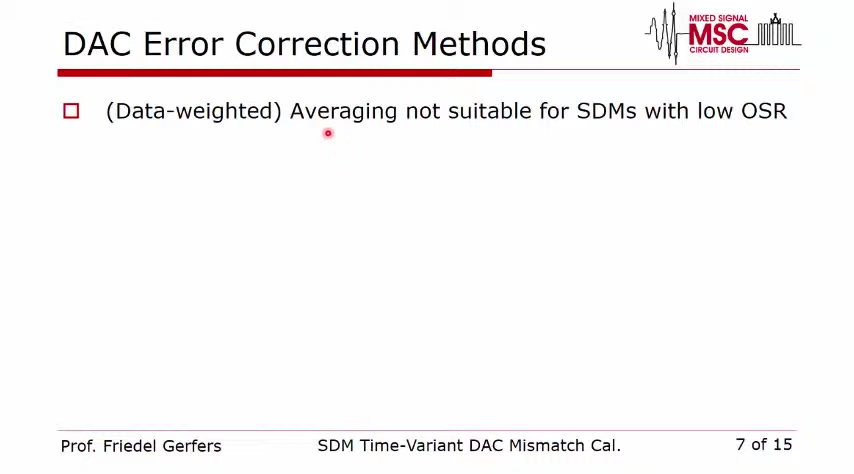 DAC Error Correction Methods
MIXED SIGNAL
MSC
CIRCUIT DESIGN
(Data-weighted) Averaging not suitable for SDMs with low OSR
Prof. Friedel Gerfers
SDM Time-Variant DAC Mismatch Cal.
7 of 15